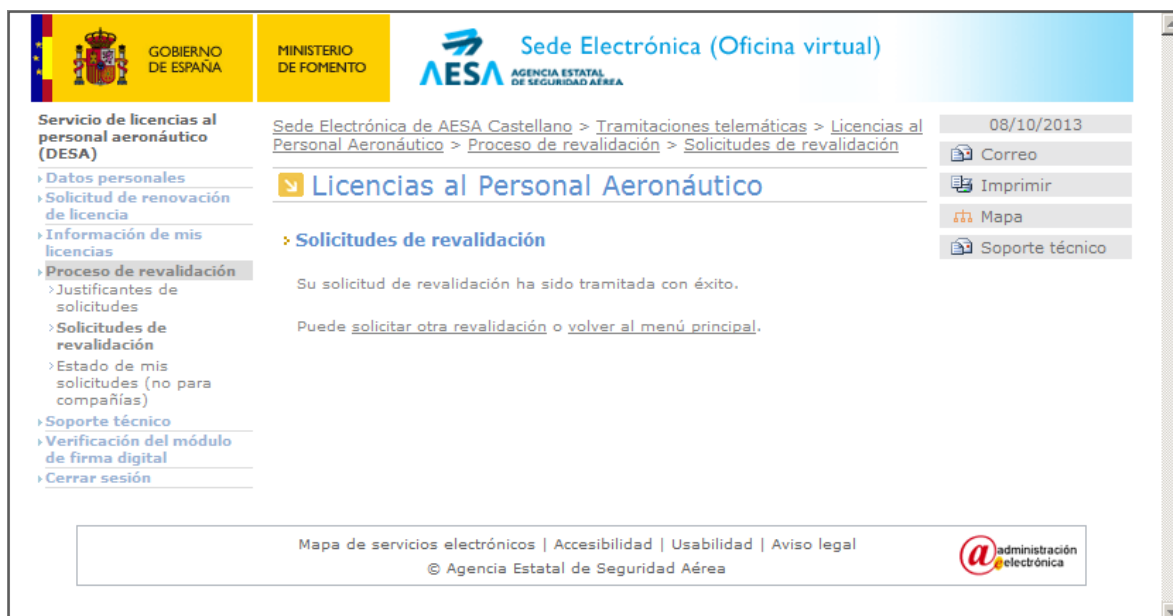 GOBIERNO
DE ESPAÑA
MINISTERIO
DE FOMENTO
AESA
Sede Electrónica (Oficina virtual)
AGENCIA ESTATAL
DE SEGURIDAD AÉREA
Servicio de licencias al
personal aeronáutico
(DESA)
Datos personales
Solicitud de renovación
de licencia
Información de mis
licencias
Proceso de revalidación
Justificantes de
solicitudes
Solicitudes de
revalidación
Estado de mis
solicitudes (no para
compañías)
Soporte técnico
Verificación del módulo
de firma digital
Cerrar sesión
Sede Electrónica de AESA Castellano > Tramitaciones telemáticas > Licencias al
Personal Aeronáutico > Proceso de revalidación > Solicitudes de revalidación
Licencias al Personal Aeronáutico
Solicitudes de revalidación
Su solicitud de revalidación ha sido tramitada con éxito.
Puede solicitar otra revalidación o volver al menú principal.
08/10/2013
Correo
Imprimir
Mapa
Soporte técnico
Mapa de servicios electrónicos | Accesibilidad | Usabilidad | Aviso legal
© Agencia Estatal de Seguridad Aérea
administración
electrónica